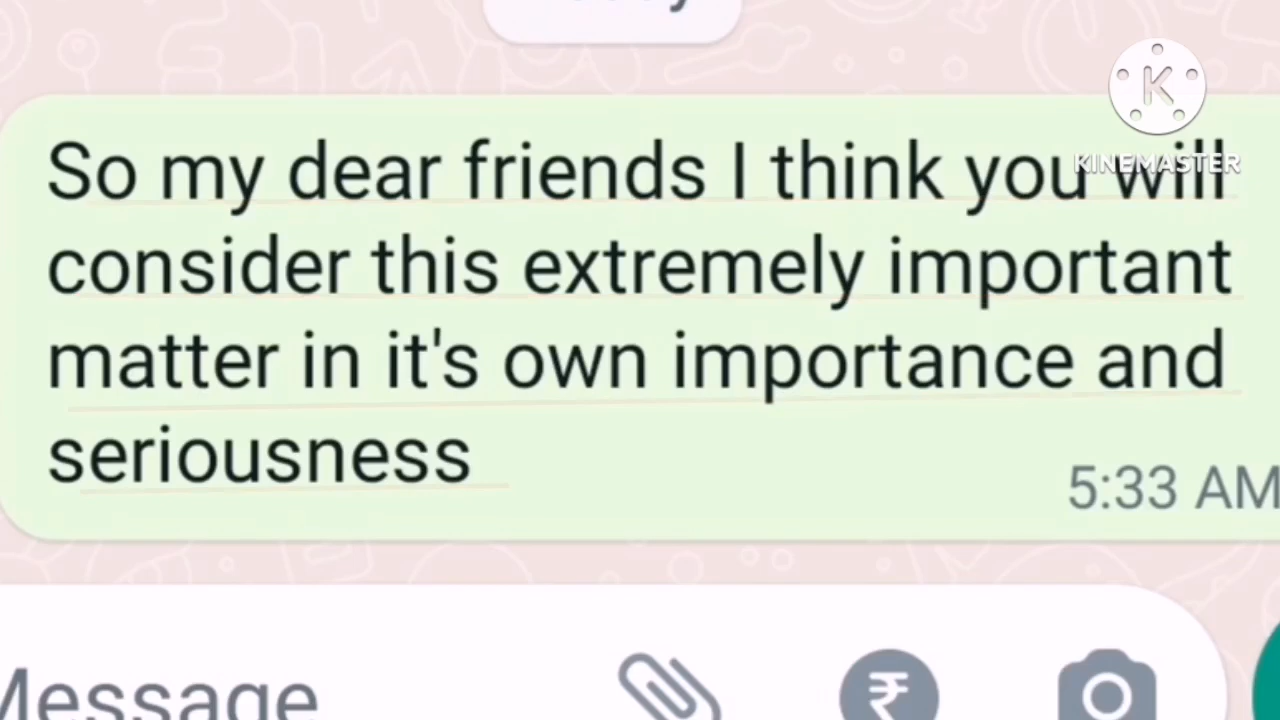 So my dear friends I think you will
consider this extremely important
matter in it's own importance and
seriousness
5:33 AM
Message
K
KINEMASTER